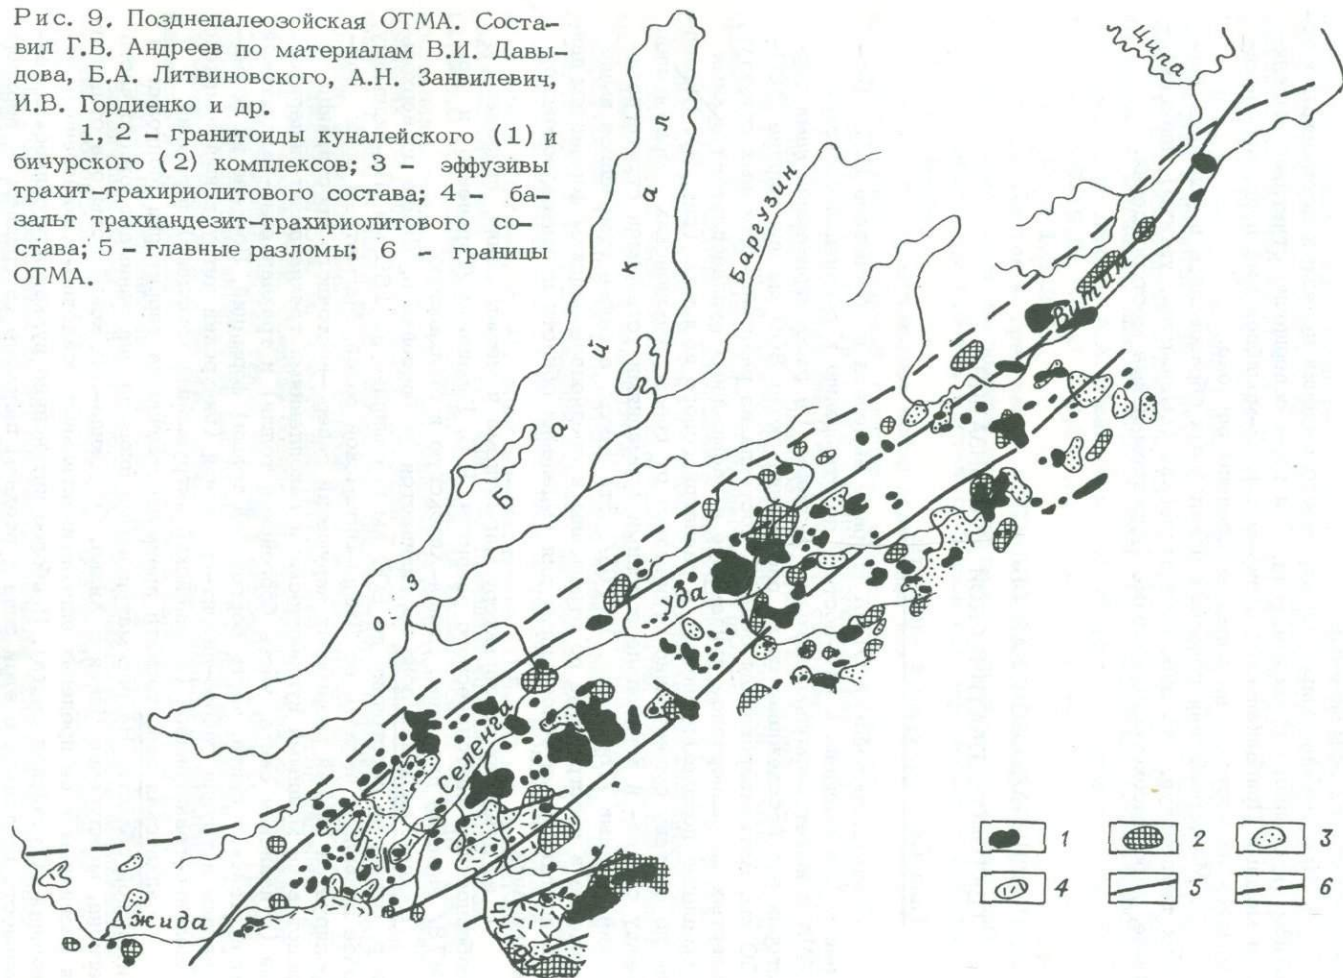 Рис. 9. Позднепалеозойская ОТМА. Соста-
вил Г.В. Андреев по материалам В.И. Давы-
дова, Б.А. Литвиновского, А.Н. Занвилевич,
И.В. Гордиенко и др.
1, 2 - гранитоиды куналейского (1) и
бичурского (2) комплексов; 3 - эффузивы
трахит-трахириолитового состава; 4 - ба-
зальт трахиандезит-трахириолитового со-
става; 5 - главные разломы; 6 - границы
ОТМА.
Ципа
оз. Байкал
Баргузин
Витим
Уда
Селенга
Джида
Чикой
1 2 3
4 5 6